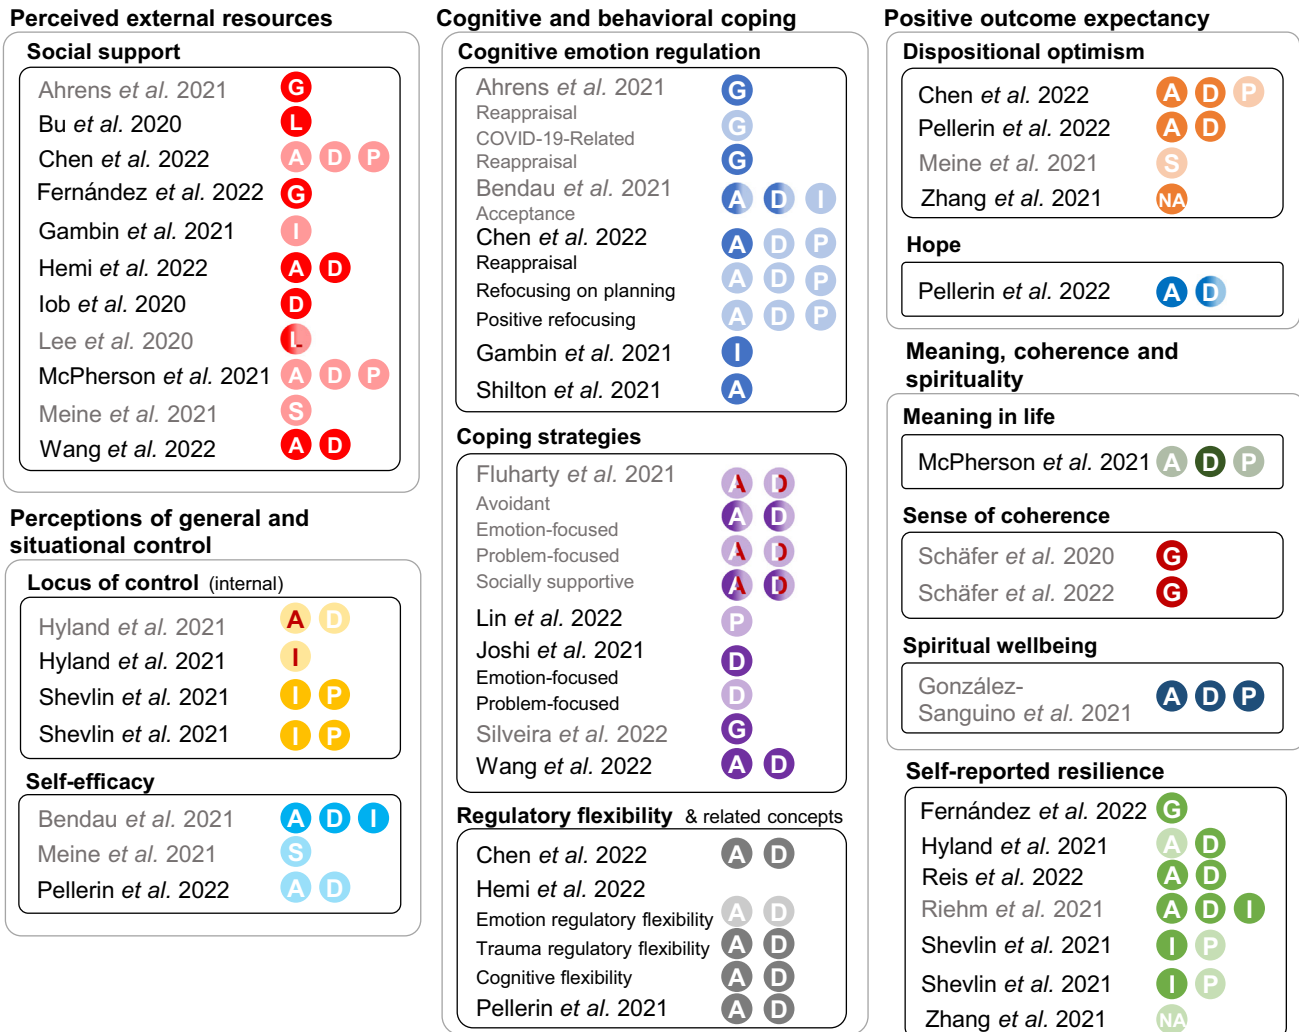 Perceived external resources
Social support
Ahrens et al. 2021 G
Bu et al. 2020 L
Chen et al. 2022 A D P
Fernández et al. 2022 G
Gambin et al. 2021 I
Hemi et al. 2022 A D
Iob et al. 2020 D
Lee et al. 2020 L
McPherson et al. 2021 A D P
Meine et al. 2021 S
Wang et al. 2022 A D
Perceptions of general and
situational control
Locus of control (internal)
Hyland et al. 2021 A D
Hyland et al. 2021 I
Shevlin et al. 2021 I P
Shevlin et al. 2021 I P
Self-efficacy
Bendau et al. 2021 A D I
Meine et al. 2021 S
Pellerin et al. 2022 A D
Cognitive and behavioral coping
Cognitive emotion regulation
Ahrens et al. 2021 G
Reappraisal
COVID-19-Related G
Reappraisal G
Bendau et al. 2021
Acceptance A D I
Chen et al. 2022 A D P
Reappraisal
Refocusing on planning A D P
Positive refocusing A D P
Gambin et al. 2021 I
Shilton et al. 2021 A
Coping strategies
Fluharty et al. 2021 A D
Avoidant
Emotion-focused A D
Problem-focused A D
Socially supportive A D
Lin et al. 2022 P
Joshi et al. 2021 D
Emotion-focused
Problem-focused D
Silveira et al. 2022 G
Wang et al. 2022 A D
Regulatory flexibility & related concepts
Chen et al. 2022 A D
Hemi et al. 2022
Emotion regulatory flexibility A D
Trauma regulatory flexibility A D
Cognitive flexibility A D
Pellerin et al. 2021 A D
Positive outcome expectancy
Dispositional optimism
Chen et al. 2022 A D P
Pellerin et al. 2022 A D
Meine et al. 2021 S
Zhang et al. 2021 NA
Hope
Pellerin et al. 2022 A D
Meaning, coherence and
spirituality
Meaning in life
McPherson et al. 2021 A D P
Sense of coherence
Schäfer et al. 2020 G
Schäfer et al. 2022 G
Spiritual wellbeing
González-
Sanguino et al. 2021 A D P
Self-reported resilience
Fernández et al. 2022 G
Hyland et al. 2021 A D
Reis et al. 2022 A D
Riehm et al. 2021 A D I
Shevlin et al. 2021 I P
Shevlin et al. 2021 I P
Zhang et al. 2021 NA